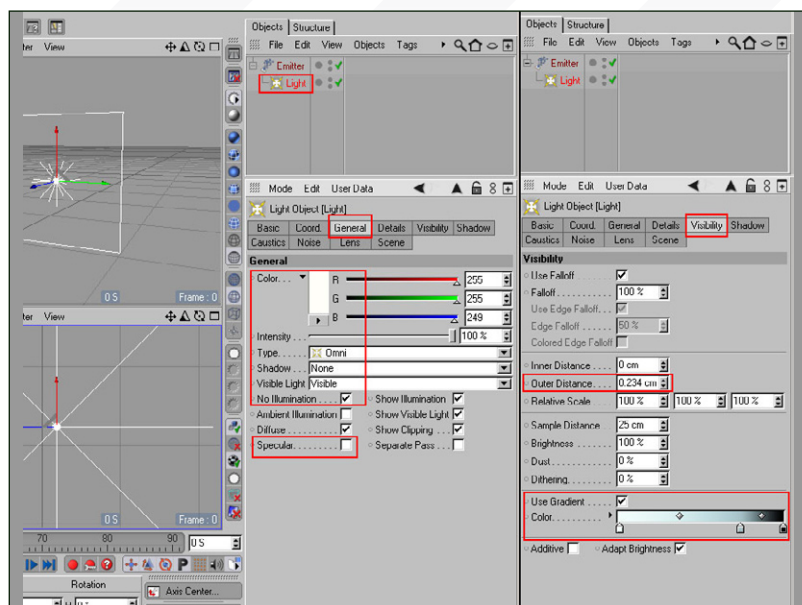 ter View
0 S
Frame : 0
ter View
0 S
Frame : 0
70 80 90
0 S
P
Rotation
Axis Center...
Objects Structure
File Edit View Objects Tags
Emitter
Light
Mode Edit User Data
Light Object [Light]
Basic Coord. General Details Visibility Shadow
Caustics Noise Lens Scene
General
Color. . . R 255
G 255
B 249
Intensity . . . 100 %
Type. . . . . . Omni
Shadow . . . None
Visible Light Visible
No Illumination . . . . Show Illumination
Ambient Illumination Show Visible Light
Diffuse . . . . . . . . Show Clipping . . .
Specular. . . . . . . . Separate Pass . . .
Objects Structure
File Edit View Objects Tags
Emitter
Light
Mode Edit User Data
Light Object [Light]
Basic Coord. General Details Visibility Shadow
Caustics Noise Lens Scene
Visibility
Use Falloff . . . . . .
Falloff . . . . . . . . . 100 %
Use Edge Falloff. . .
Edge Falloff . . . . . 50 %
Colored Edge Falloff
Inner Distance . . . 0 cm
Outer Distance. . . . 0.234 cm
Relative Scale. . . . 100 % 100 % 100 %
Sample Distance . . 25 cm
Brightness . . . . . . 100 %
Dust. . . . . . . . . . . 0 %
Dithering. . . . . . . . 0 %
Use Gradient . . . . .
Color. . . . . . . . .
Additive Adapt Brightness